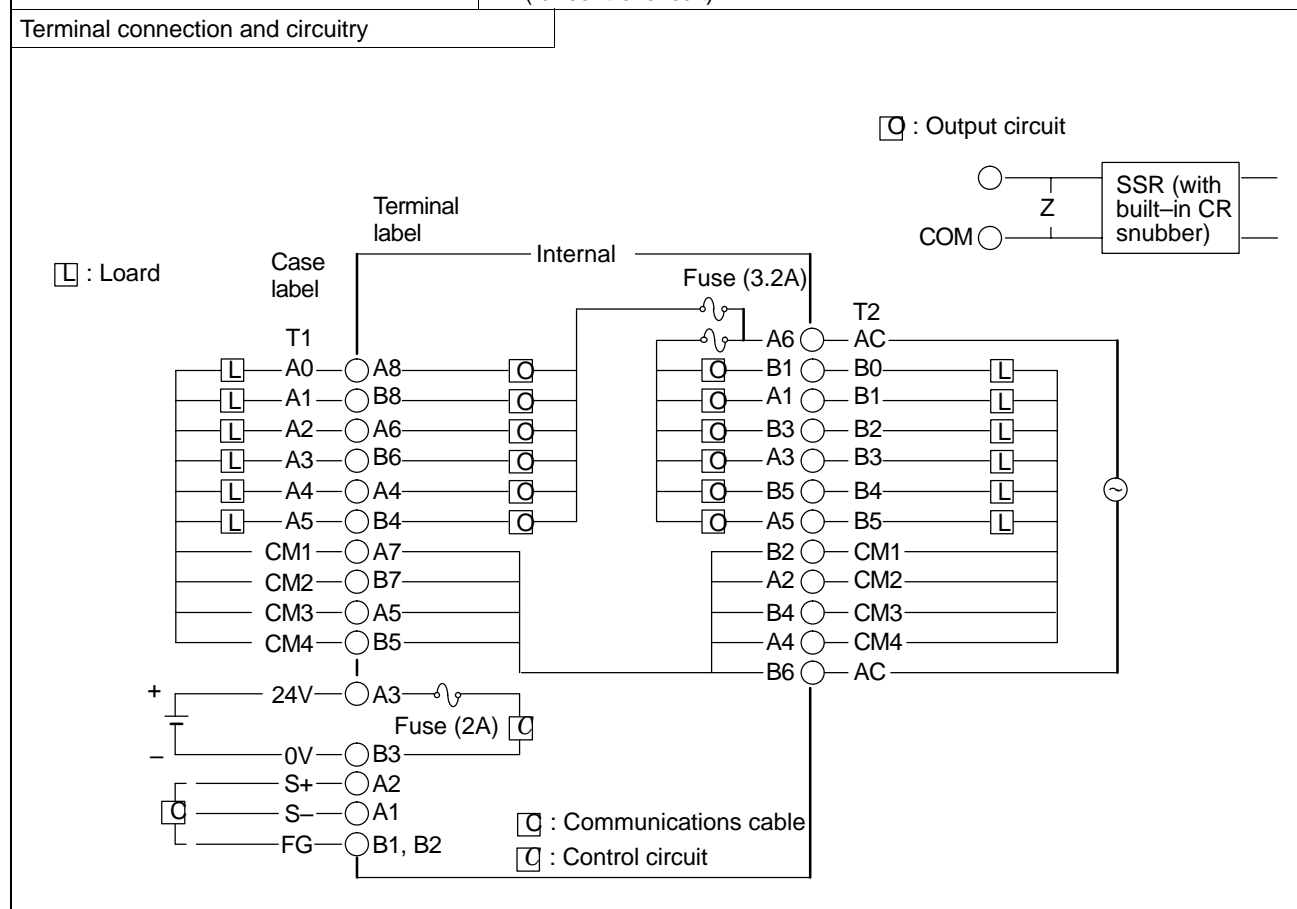 Terminal connection and circuitry
O : Output circuit
SSR (with
built–in CR
snubber)
Z
COM
Terminal
label
Internal
L : Loard
Case
label
Fuse (3.2A)
T1
T2
A6 AC
L A0 A8 O O B1 B0 L
L A1 B8 O O A1 B1 L
L A2 A6 O O B3 B2 L
L A3 B6 O O A3 B3 L
L A4 A4 O O B5 B4 L
L A5 B4 O O A5 B5 L
CM1 A7 B2 CM1
CM2 B7 A2 CM2
CM3 A5 B4 CM3
CM4 B5 A4 CM4
B6 AC
+ 24V A3
Fuse (2A) C
– 0V B3
S+ A2
C S– A1
FG B1, B2
C : Communications cable
C : Control circuit